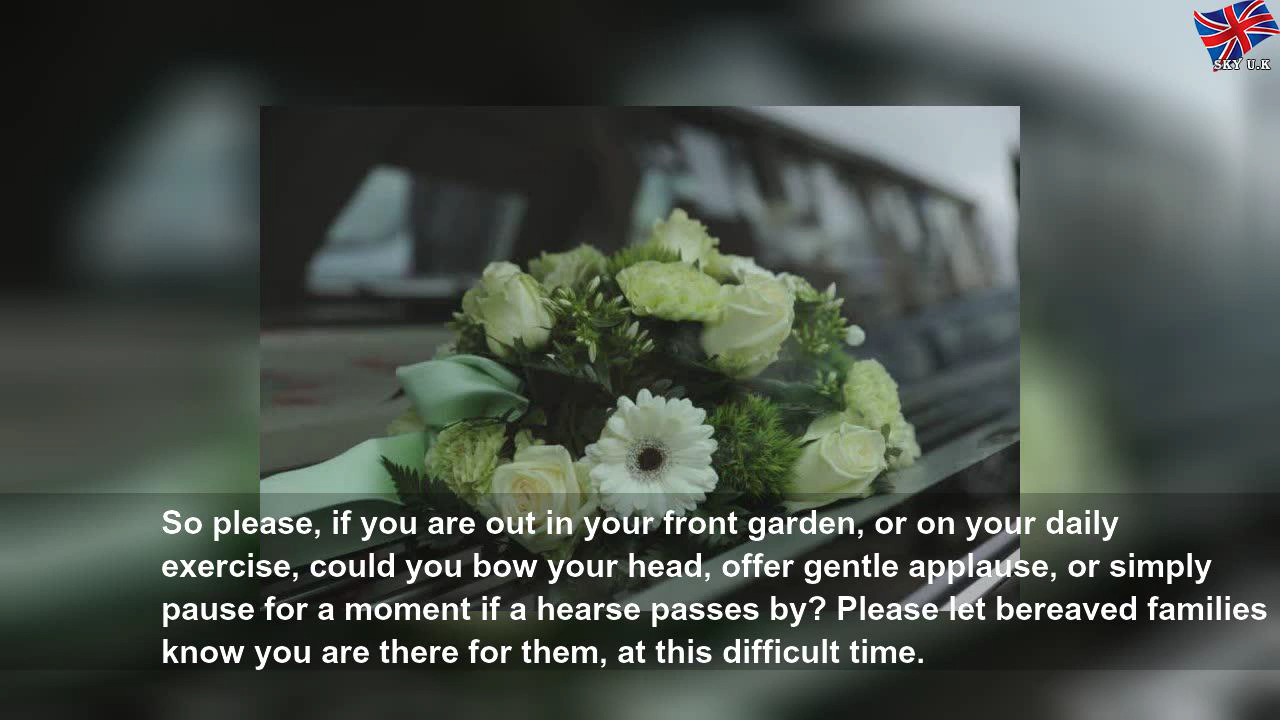 SKY U.K
So please, if you are out in your front garden, or on your daily
exercise, could you bow your head, offer gentle applause, or simply
pause for a moment if a hearse passes by? Please let bereaved families
know you are there for them, at this difficult time.